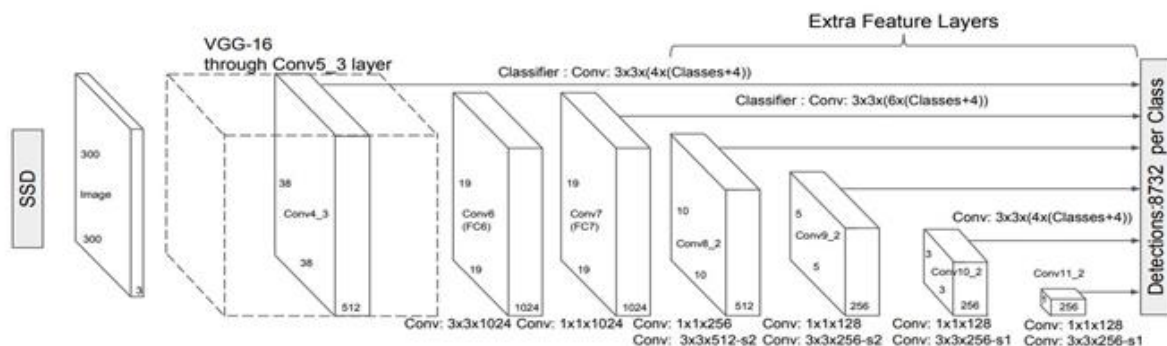 Extra Feature Layers
VGG-16
through Conv5_3 layer
Classifier : Conv: 3x3x(4x(Classes+4))
Classifier : Conv: 3x3x(6x(Classes+4))
SSD
300
Image
300
3
38
Conv4_3
38
512
19
Conv6
(FC6)
19
1024
19
Conv7
(FC7)
19
1024
10
Conv8_2
10
512
5
Conv9_2
5
256
Conv: 3x3x(4x(Classes+4))
3
Conv10_2
3
256
Conv11_2
256
Detections:8732 per Class
Conv: 3x3x1024
Conv: 1x1x1024
Conv: 1x1x256
Conv: 3x3x512-s2
Conv: 1x1x128
Conv: 3x3x256-s2
Conv: 1x1x128
Conv: 3x3x256-s1
Conv: 1x1x128
Conv: 3x3x256-s1